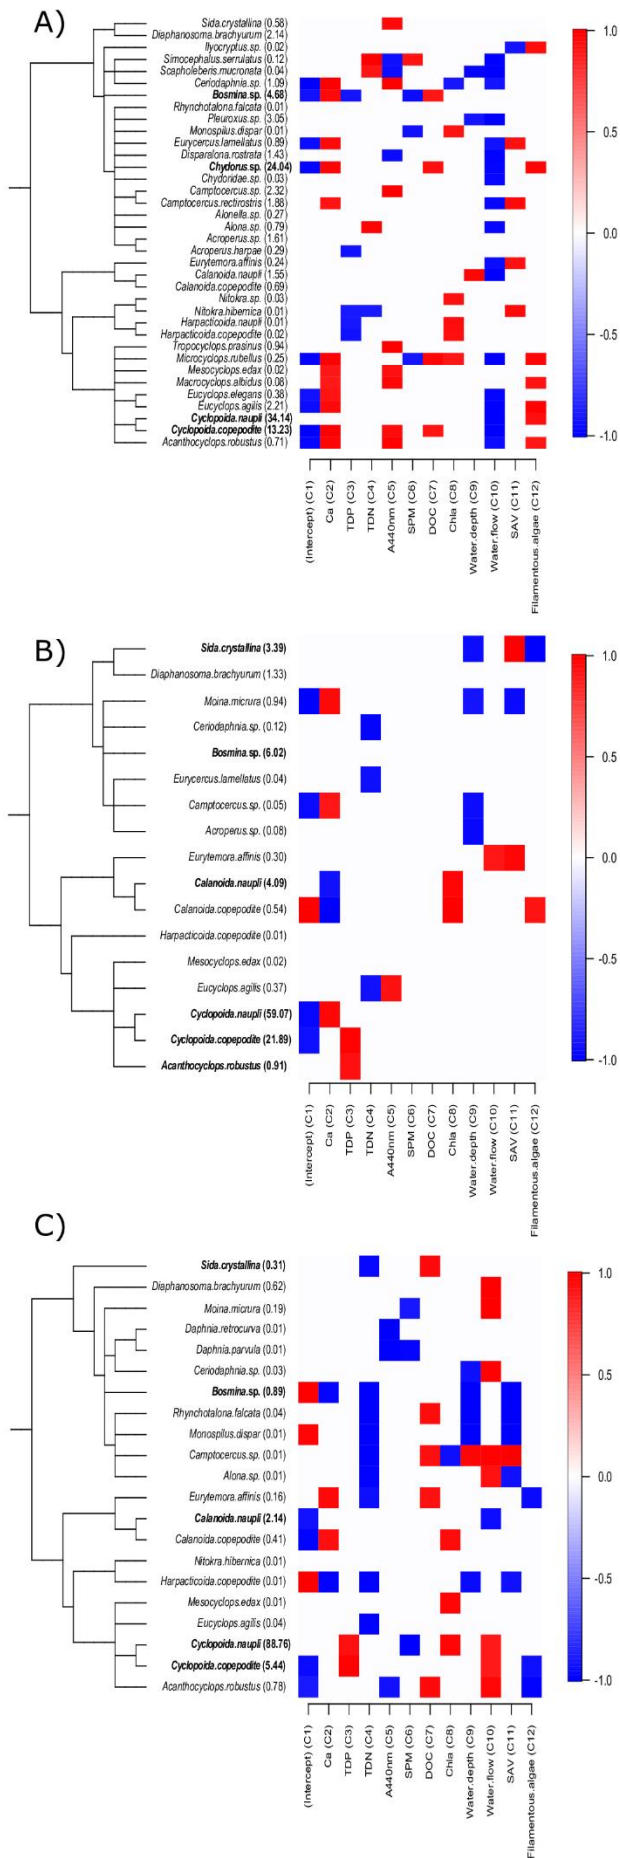 A)
Sida.crystallina (0.58)
Diaphanosoma.brachyurum (2.14)
Ilyocryptus.sp (0.02)
Simocephalus.serrulatus (0.12)
Scapholeberis.mucronata (0.04)
Ceriodaphnia.sp (1.09)
Bosmina.sp (4.68)
Rhynchotalona.falcata (0.01)
Pleuroxus.sp (3.05)
Monospilus.dispar (0.01)
Eurycercus.lamellatus (0.89)
Disparalona.rostrata (1.43)
Chydorus.sp (24.04)
Chydoridae.sp (0.03)
Camptocercus.sp (2.32)
Camptocercus.rectirostris (1.88)
Alonella.sp (0.27)
Alona.sp (0.79)
Acroperus.sp (1.61)
Acroperus.harpae (0.29)
Eurytemora.affinis (0.24)
Calanoida.naupli (1.55)
Calanoida.copepodite (0.69)
Nitokra.sp (0.03)
Nitokra.hibernica (0.01)
Harpacticoida.naupli (0.01)
Harpacticoida.copepodite (0.02)
Tropocyclops.prasinus (0.94)
Microcyclops.rubellus (0.25)
Mesocyclops.edax (0.02)
Macrocyclops.albidus (0.08)
Eucyclops.elegans (0.38)
Eucyclops.agilis (2.21)
Cyclopoida.naupli (34.14)
Cyclopoida.copepodite (13.23)
Acanthocyclops.robustus (0.71)
1.0
0.5
0.0
-0.5
-1.0
(Intercept) (C1)
Ca (C2)
TDP (C3)
TDN (C4)
A440nm (C5)
SPM (C6)
DOC (C7)
Chla (C8)
Water.depth (C9)
Water.flow (C10)
SAV (C11)
Filamentous.algae (C12)
B)
Sida.crystallina (3.39)
Diaphanosoma.brachyurum (1.33)
Moina.micrura (0.94)
Ceriodaphnia.sp (0.12)
Bosmina.sp (6.02)
Eurycercus.lamellatus (0.04)
Camptocercus.sp (0.05)
Acroperus.sp (0.08)
Eurytemora.affinis (0.30)
Calanoida.naupli (4.09)
Calanoida.copepodite (0.54)
Harpacticoida.copepodite (0.01)
Mesocyclops.edax (0.02)
Eucyclops.agilis (0.37)
Cyclopoida.naupli (59.07)
Cyclopoida.copepodite (21.89)
Acanthocyclops.robustus (0.91)
1.0
0.5
0.0
-0.5
-1.0
(Intercept) (C1)
Ca (C2)
TDP (C3)
TDN (C4)
A440nm (C5)
SPM (C6)
DOC (C7)
Chla (C8)
Water.depth (C9)
Water.flow (C10)
SAV (C11)
Filamentous.algae (C12)
C)
Sida.crystallina (0.31)
Diaphanosoma.brachyurum (0.62)
Moina.micrura (0.19)
Daphnia.retrocurva (0.01)
Daphnia.parvula (0.01)
Ceriodaphnia.sp (0.03)
Bosmina.sp (0.89)
Rhynchotalona.falcata (0.04)
Monospilus.dispar (0.01)
Camptocercus.sp (0.01)
Alona.sp (0.01)
Eurytemora.affinis (0.16)
Calanoida.naupli (2.14)
Calanoida.copepodite (0.41)
Nitokra.hibernica (0.01)
Harpacticoida.copepodite (0.01)
Mesocyclops.edax (0.01)
Eucyclops.agilis (0.04)
Cyclopoida.naupli (88.76)
Cyclopoida.copepodite (5.44)
Acanthocyclops.robustus (0.78)
1.0
0.5
0.0
-0.5
-1.0
(Intercept) (C1)
Ca (C2)
TDP (C3)
TDN (C4)
A440nm (C5)
SPM (C6)
DOC (C7)
Chla (C8)
Water.depth (C9)
Water.flow (C10)
SAV (C11)
Filamentous.algae (C12)